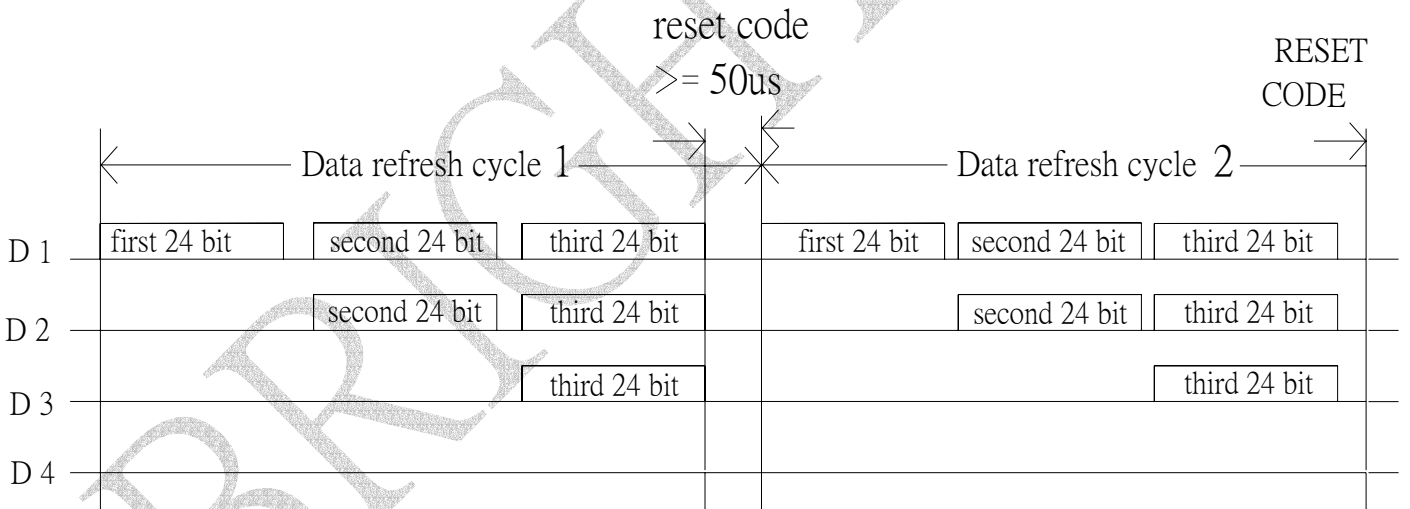 reset code
>= 50us
RESET
CODE
Data refresh cycle 1
Data refresh cycle 2
D 1
first 24 bit
second 24 bit
third 24 bit
first 24 bit
second 24 bit
third 24 bit
D 2
second 24 bit
third 24 bit
second 24 bit
third 24 bit
D 3
third 24 bit
third 24 bit
D 4